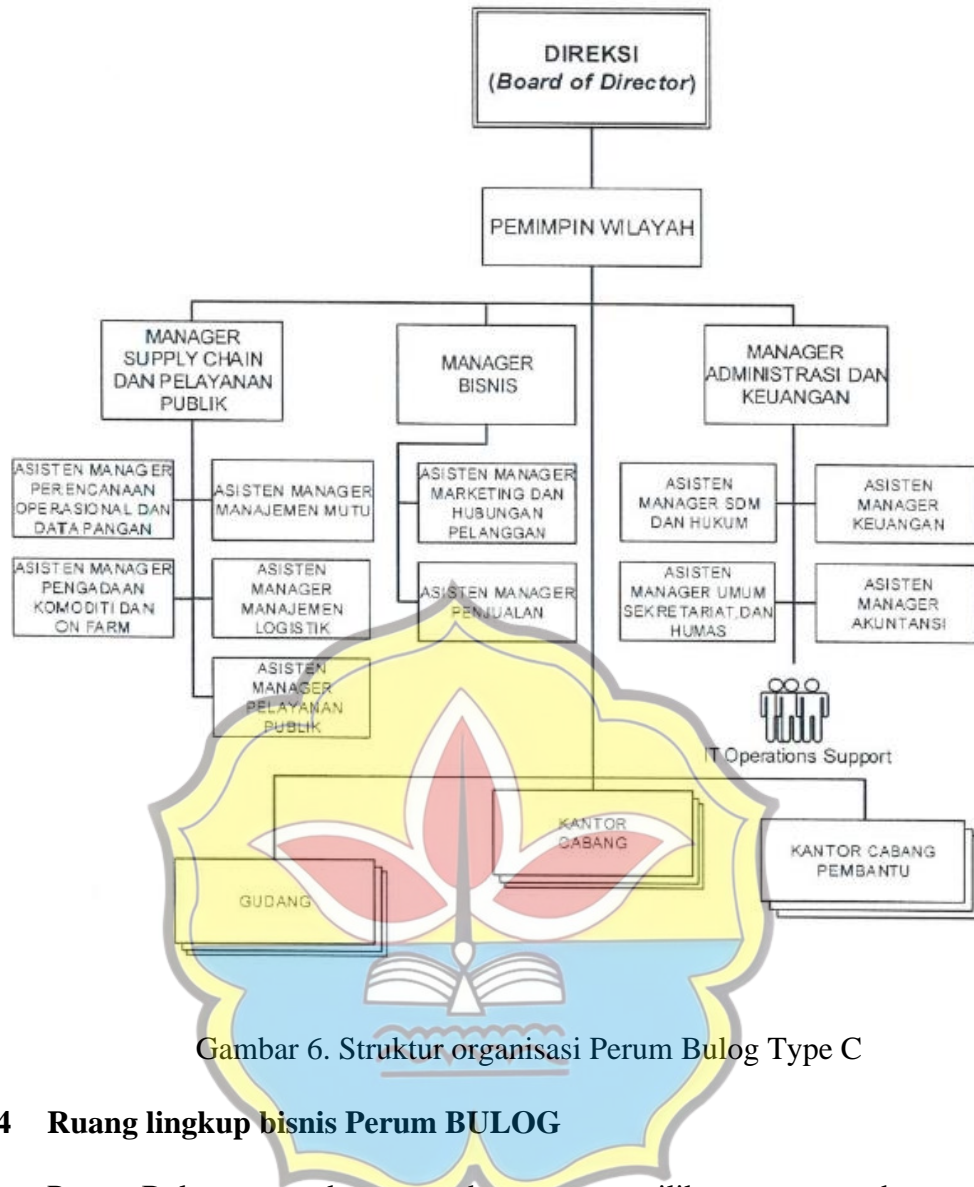 DIREKSI
(Board of Director)
PEMIMPIN WILAYAH
MANAGER
SUPPLY CHAIN
DAN PELAYANAN
PUBLIK
MANAGER
BISNIS
MANAGER
ADMINISTRASI DAN
KEUANGAN
ASISTEN MANAGER
PERENCANAAN
OPERASIONAL DAN
DATA PANGAN
ASISTEN MANAGER
MANAJEMEN MUTU
ASISTEN MANAGER
MARKETING DAN
HUBUNGAN
PELANGGAN
ASISTEN
MANAGER SDM
DAN HUKUM
ASISTEN
MANAGER
KEUANGAN
ASISTEN MANAGER
PENGADAAN
KOMODITI DAN
ON FARM
ASISTEN
MANAGER
MANAJEMEN
LOGISTIK
ASISTEN MANAGER
PENJUALAN
ASISTEN
MANAGER UMUM
SEKRETARIAT,DAN
HUMAS
ASISTEN
MANAGER
AKUNTANSI
ASISTEN
MANAGER
PELAYANAN
PUBLIK
IT Operations Support
KANTOR
CABANG
KANTOR CABANG
PEMBANTU
GUDANG
Gambar 6. Struktur organisasi Perum Bulog Type C
4 Ruang lingkup bisnis Perum BULOG